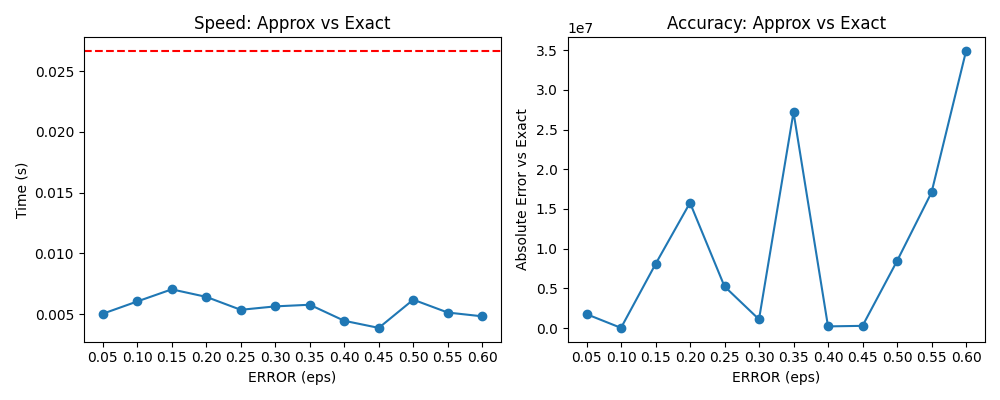 Speed: Approx vs Exact
Time (s)
0.025
0.020
0.015
0.010
0.005
0.05 0.10 0.15 0.20 0.25 0.30 0.35 0.40 0.45 0.50 0.55 0.60
ERROR (eps)
Accuracy: Approx vs Exact
1e7
Absolute Error vs Exact
3.5
3.0
2.5
2.0
1.5
1.0
0.5
0.0
0.05 0.10 0.15 0.20 0.25 0.30 0.35 0.40 0.45 0.50 0.55 0.60
ERROR (eps)